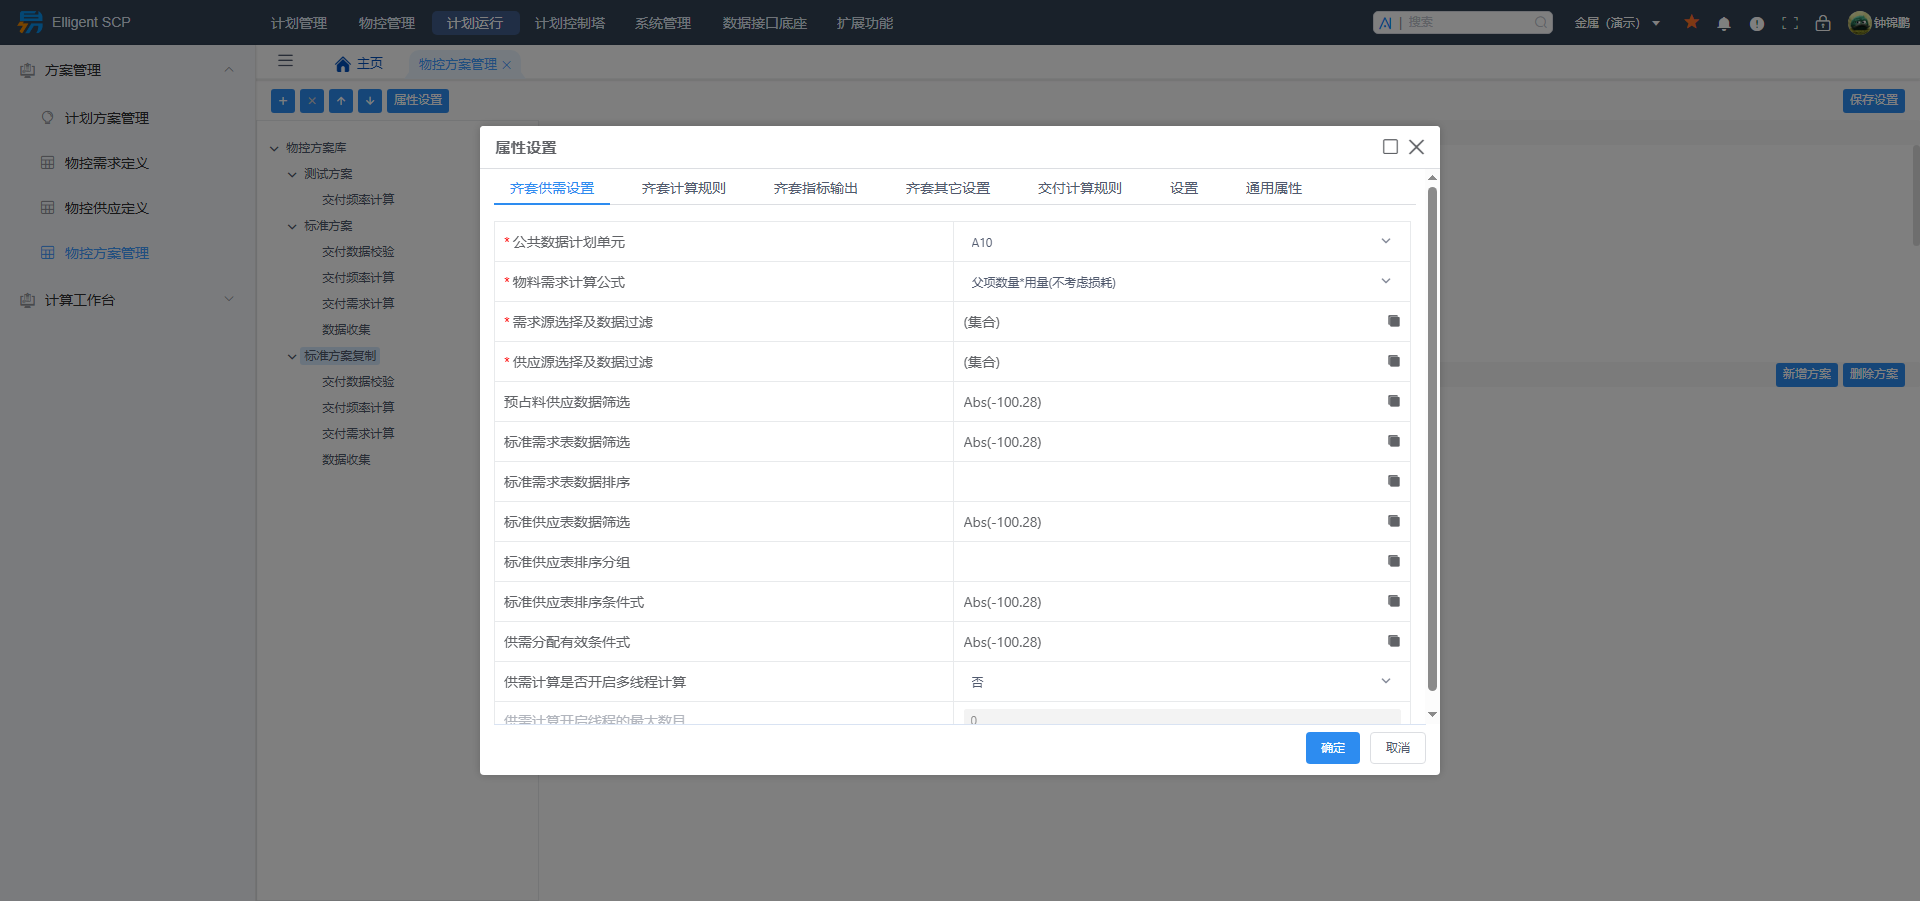 Elligent SCP
计划管理
物控管理
计划运行
计划控制塔
系统管理
数据接口底座
扩展功能
搜索
金属（演示）
钟锦鹏
方案管理
计划方案管理
物控需求定义
物控供应定义
物控方案管理
计算工作台
主页
物控方案管理
属性设置
保存设置
物控方案库
测试方案
交付频率计算
标准方案
交付数据校验
交付频率计算
交付需求计算
数据收集
标准方案复制
交付数据校验
交付频率计算
交付需求计算
数据收集
新增方案
删除方案
属性设置
齐套供需设置
齐套计算规则
齐套指标输出
齐套其它设置
交付计算规则
设置
通用属性
* 公共数据计划单元 A10
* 物料需求计算公式 父项数量*用量(不考虑损耗)
* 需求源选择及数据过滤 (集合)
* 供应源选择及数据过滤 (集合)
预占料供应数据筛选 Abs(-100.28)
标准需求表数据筛选 Abs(-100.28)
标准需求表数据排序
标准供应表数据筛选 Abs(-100.28)
标准供应表排序分组
标准供应表排序条件式 Abs(-100.28)
供需分配有效条件式 Abs(-100.28)
供需计算是否开启多线程计算 否
供需计算开启线程的最大数目 0
确定
取消